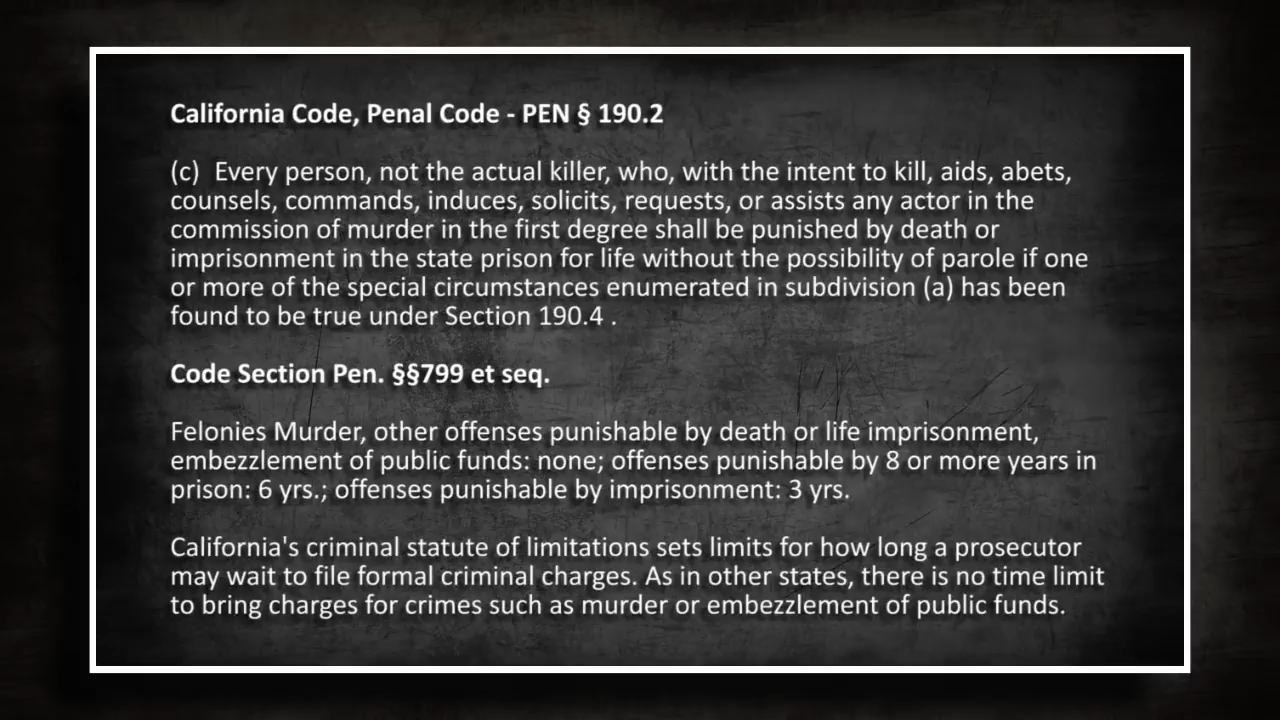 California Code, Penal Code - PEN § 190.2
(c)  Every person, not the actual killer, who, with the intent to kill, aids, abets,
counsels, commands, induces, solicits, requests, or assists any actor in the
commission of murder in the first degree shall be punished by death or
imprisonment in the state prison for life without the possibility of parole if one
or more of the special circumstances enumerated in subdivision (a) has been
found to be true under Section 190.4 .
Code Section Pen. §§799 et seq.
Felonies Murder, other offenses punishable by death or life imprisonment,
embezzlement of public funds: none; offenses punishable by 8 or more years in
prison: 6 yrs.; offenses punishable by imprisonment: 3 yrs.
California's criminal statute of limitations sets limits for how long a prosecutor
may wait to file formal criminal charges. As in other states, there is no time limit
to bring charges for crimes such as murder or embezzlement of public funds.